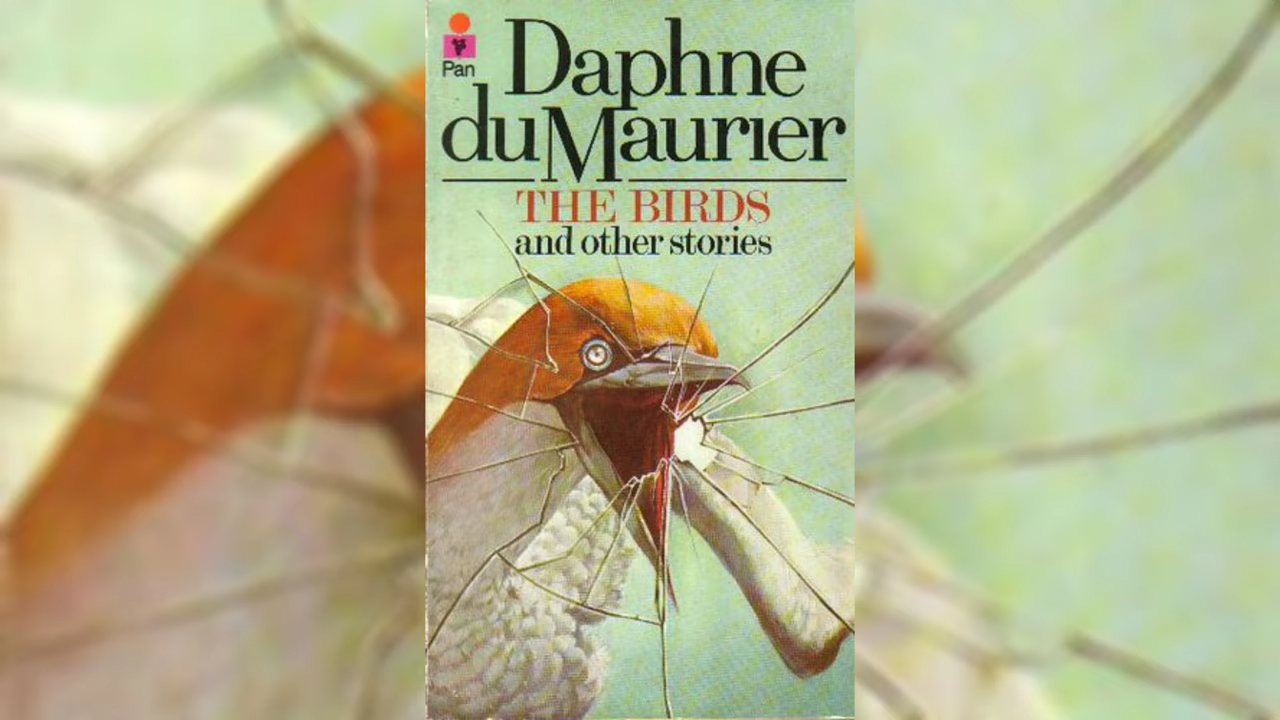 Pan
Daphne
du Maurier
THE BIRDS
and other stories